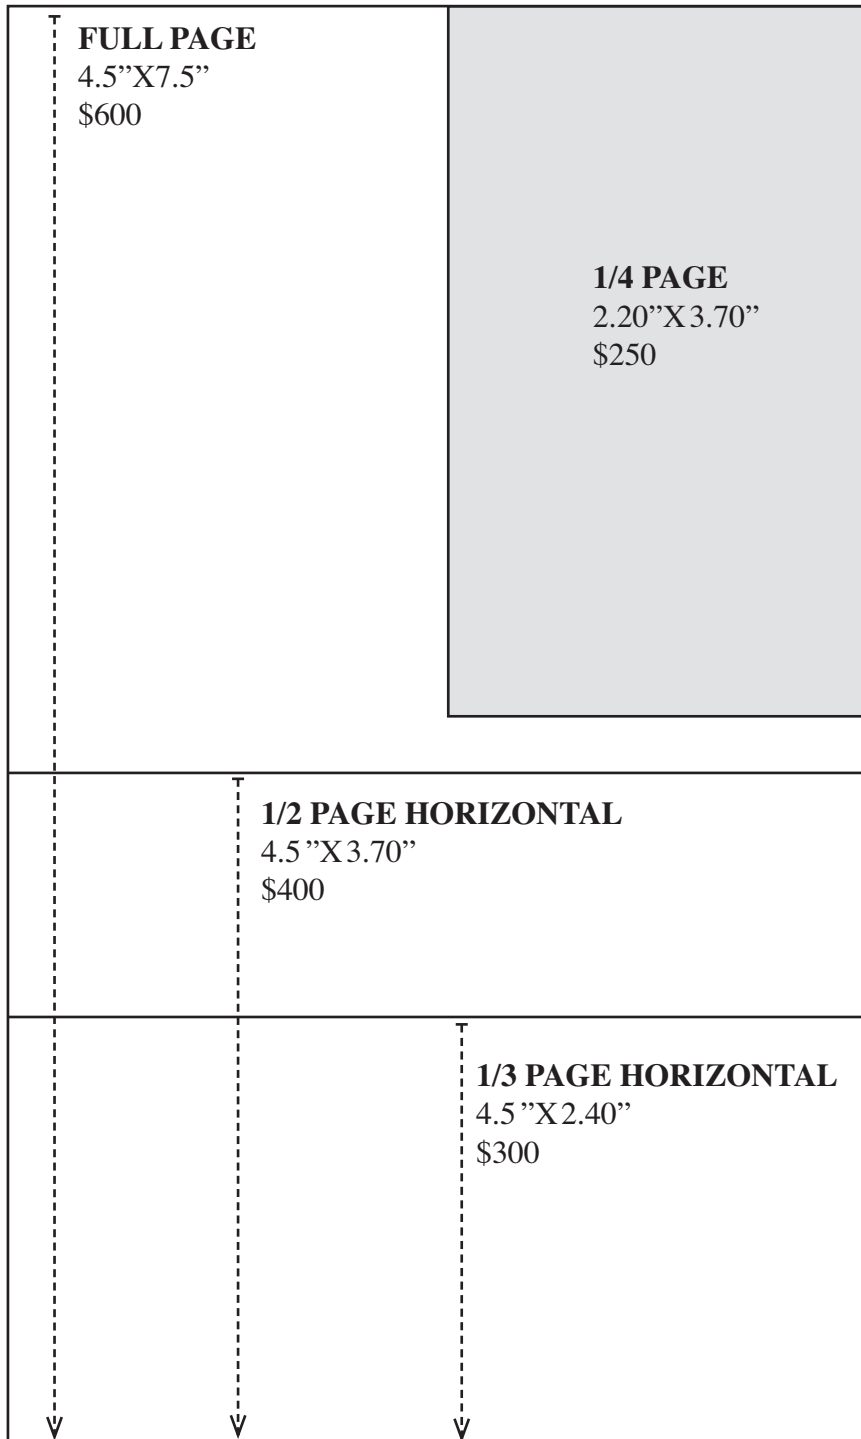 FULL PAGE
4.5”X7.5”
$600
1/4 PAGE
2.20”X3.70”
$250
1/2 PAGE HORIZONTAL
4.5”X3.70”
$400
1/3 PAGE HORIZONTAL
4.5”X2.40”
$300